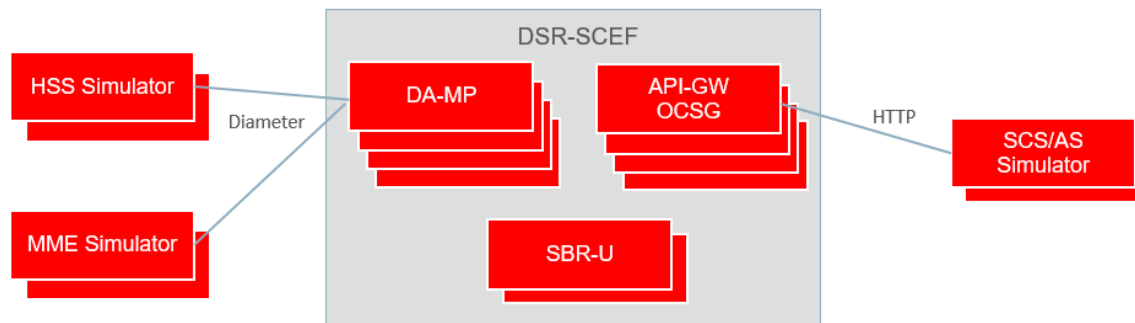 DSR-SCEF
HSS Simulator
DA-MP
API-GW
OCSG
Diameter
HTTP
SCS/AS
Simulator
MME Simulator
SBR-U